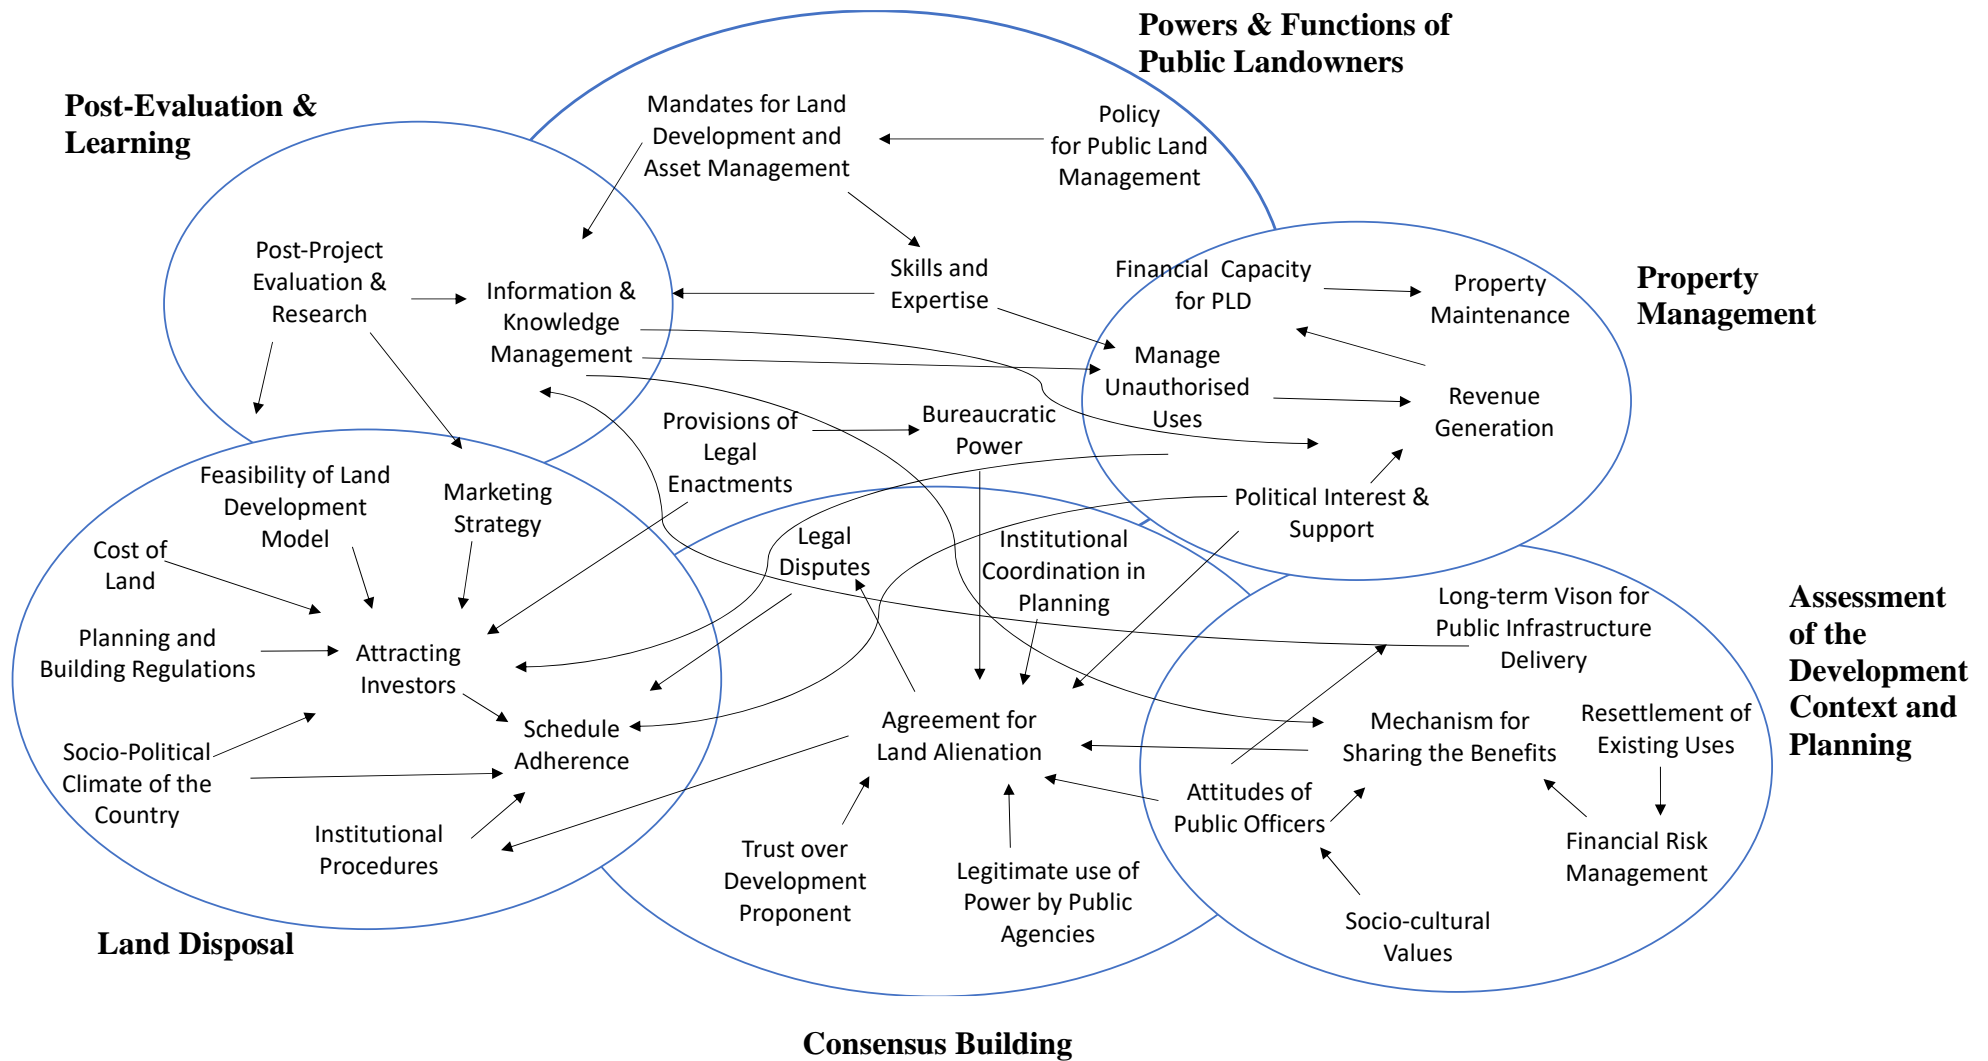 Powers & Functions of
Public Landowners
Post-Evaluation &
Learning
Mandates for Land
Development and
Asset Management
Policy
for Public Land
Management
Post-Project
Evaluation &
Research
Information &
Knowledge
Management
Skills and
Expertise
Financial Capacity
for PLD
Property
Maintenance
Property
Management
Manage
Unauthorised
Uses
Revenue
Generation
Provisions of
Legal
Enactments
Bureaucratic
Power
Political Interest &
Support
Feasibility of Land
Development
Model
Marketing
Strategy
Cost of
Land
Legal
Disputes
Institutional
Coordination in
Planning
Planning and
Building Regulations
Attracting
Investors
Long-term Vison for
Public Infrastructure
Delivery
Assessment
of the
Development
Context and
Planning
Socio-Political
Climate of the
Country
Schedule
Adherence
Agreement for
Land Alienation
Mechanism for
Sharing the Benefits
Resettlement of
Existing Uses
Institutional
Procedures
Trust over
Development
Proponent
Legitimate use of
Power by Public
Agencies
Attitudes of
Public Officers
Financial Risk
Management
Socio-cultural
Values
Land Disposal
Consensus Building